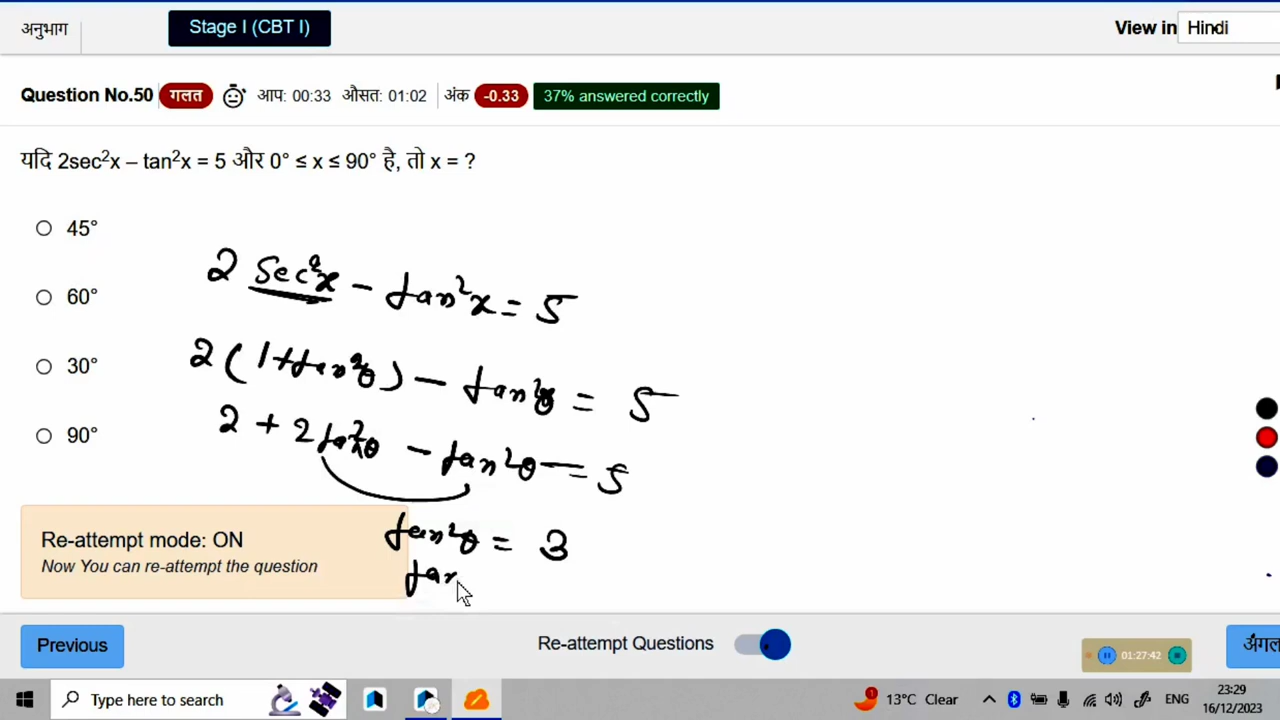 अनुभाग
Stage I (CBT I)
View in Hindi
Question No.50 गलत आप: 00:33 औसत: 01:02 अंक -0.33 37% answered correctly
यदि 2sec²x – tan²x = 5 और 0° ≤ x ≤ 90° है, तो x = ?
45°
60°
30°
90°
2 sec²x - tan²x = 5
2 (1+tan²θ) - tan²θ = 5
2 + 2tan²θ - tan²θ = 5
tan²θ = 3
tan
Re-attempt mode: ON
Now You can re-attempt the question
Previous
Re-attempt Questions
01:27:42
Type here to search
1
13°C Clear
ENG
23:29
16/12/2023